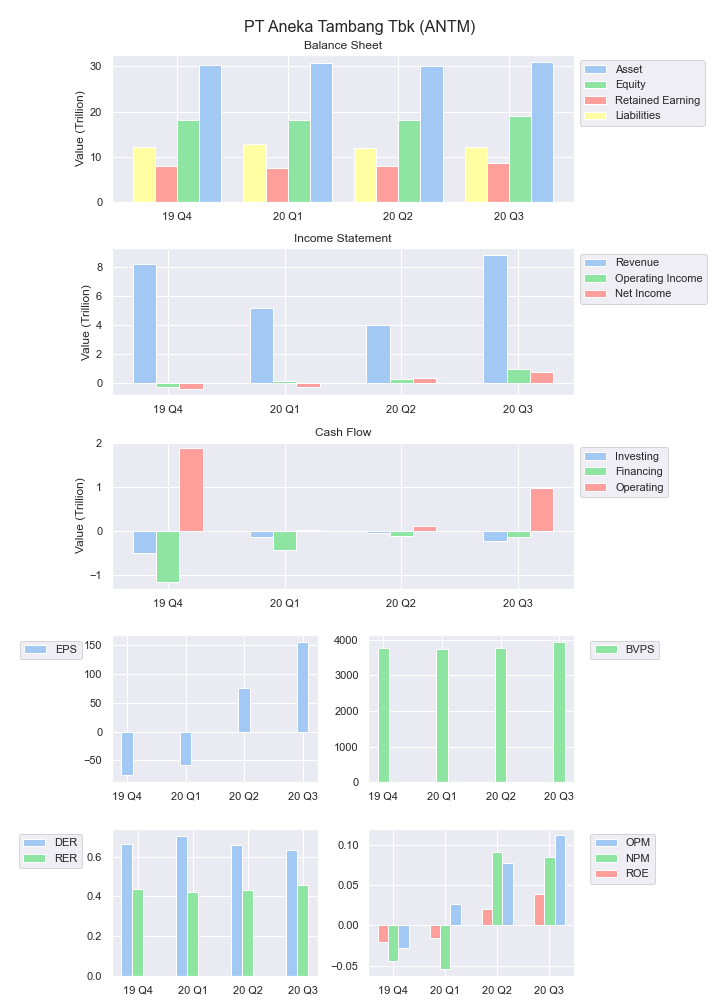 PT Aneka Tambang Tbk (ANTM)
Balance Sheet
Value (Trillion)
30
20
10
0
19 Q4 20 Q1 20 Q2 20 Q3
Asset
Equity
Retained Earning
Liabilities
Income Statement
Value (Trillion)
8
6
4
2
0
19 Q4 20 Q1 20 Q2 20 Q3
Revenue
Operating Income
Net Income
Cash Flow
Value (Trillion)
2
1
0
−1
19 Q4 20 Q1 20 Q2 20 Q3
Investing
Financing
Operating
EPS
150
100
50
0
−50
19 Q4 20 Q1 20 Q2 20 Q3
4000
3000
2000
1000
0
19 Q4 20 Q1 20 Q2 20 Q3
BVPS
DER
RER
0.6
0.4
0.2
0.0
19 Q4 20 Q1 20 Q2 20 Q3
0.10
0.05
0.00
−0.05
19 Q4 20 Q1 20 Q2 20 Q3
OPM
NPM
ROE